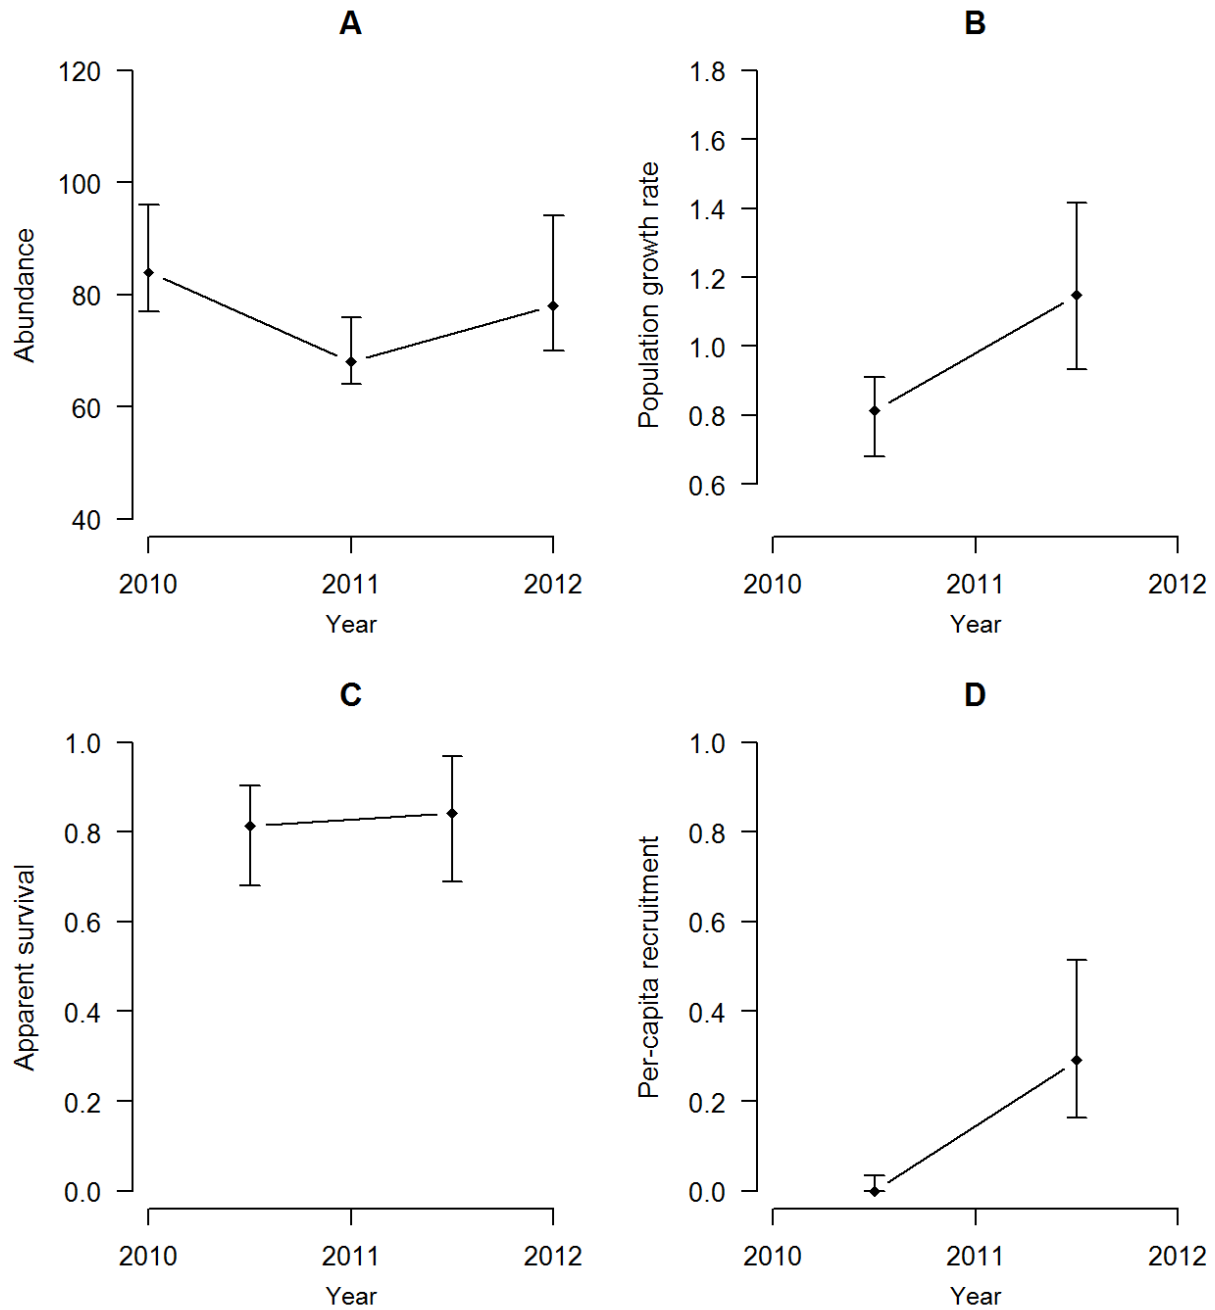 A
120
100
80
60
40
Abundance
2010 2011 2012
Year
B
1.8
1.6
1.4
1.2
1.0
0.8
0.6
Population growth rate
2010 2011 2012
Year
C
1.0
0.8
0.6
0.4
0.2
0.0
Apparent survival
2010 2011 2012
Year
D
1.0
0.8
0.6
0.4
0.2
0.0
Per-capita recruitment
2010 2011 2012
Year